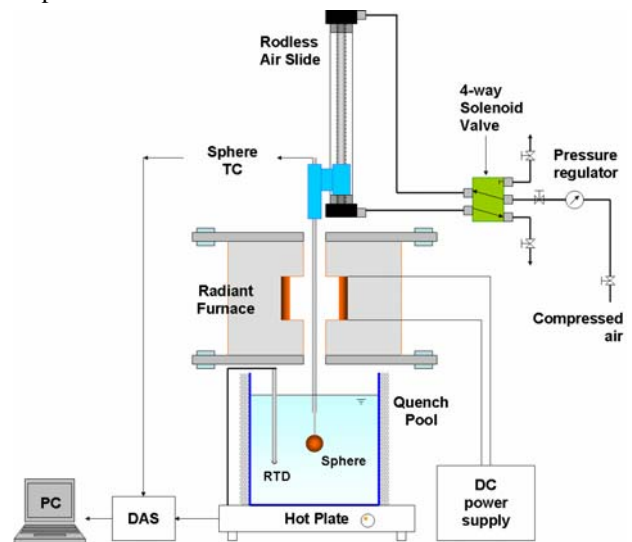 Rodless
Air Slide
4-way
Solenoid
Valve
Pressure
regulator
Sphere
TC
Radiant
Furnace
Compressed
air
Quench
Pool
RTD
Sphere
PC
DAS
Hot Plate
DC
power
supply